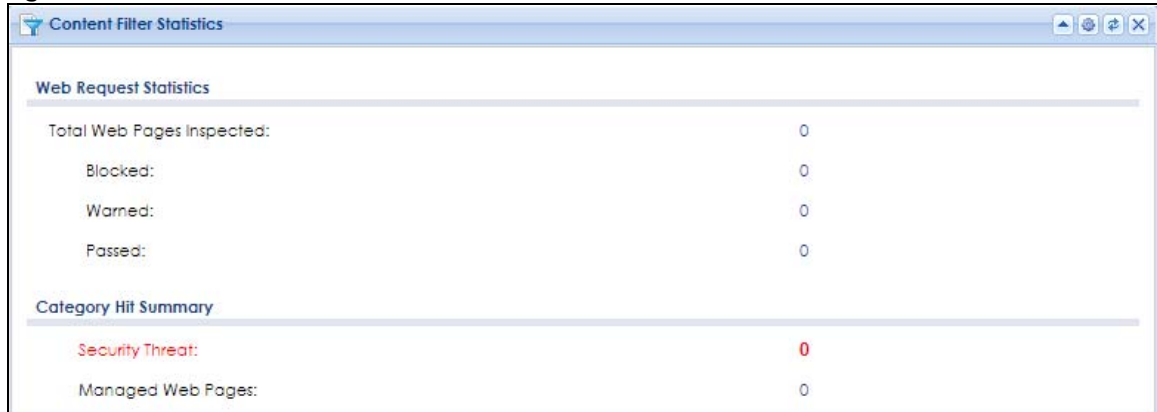 Content Filter Statistics
Web Request Statistics
Total Web Pages Inspected: 0
Blocked: 0
Warned: 0
Passed: 0
Category Hit Summary
Security Threat: 0
Managed Web Pages: 0